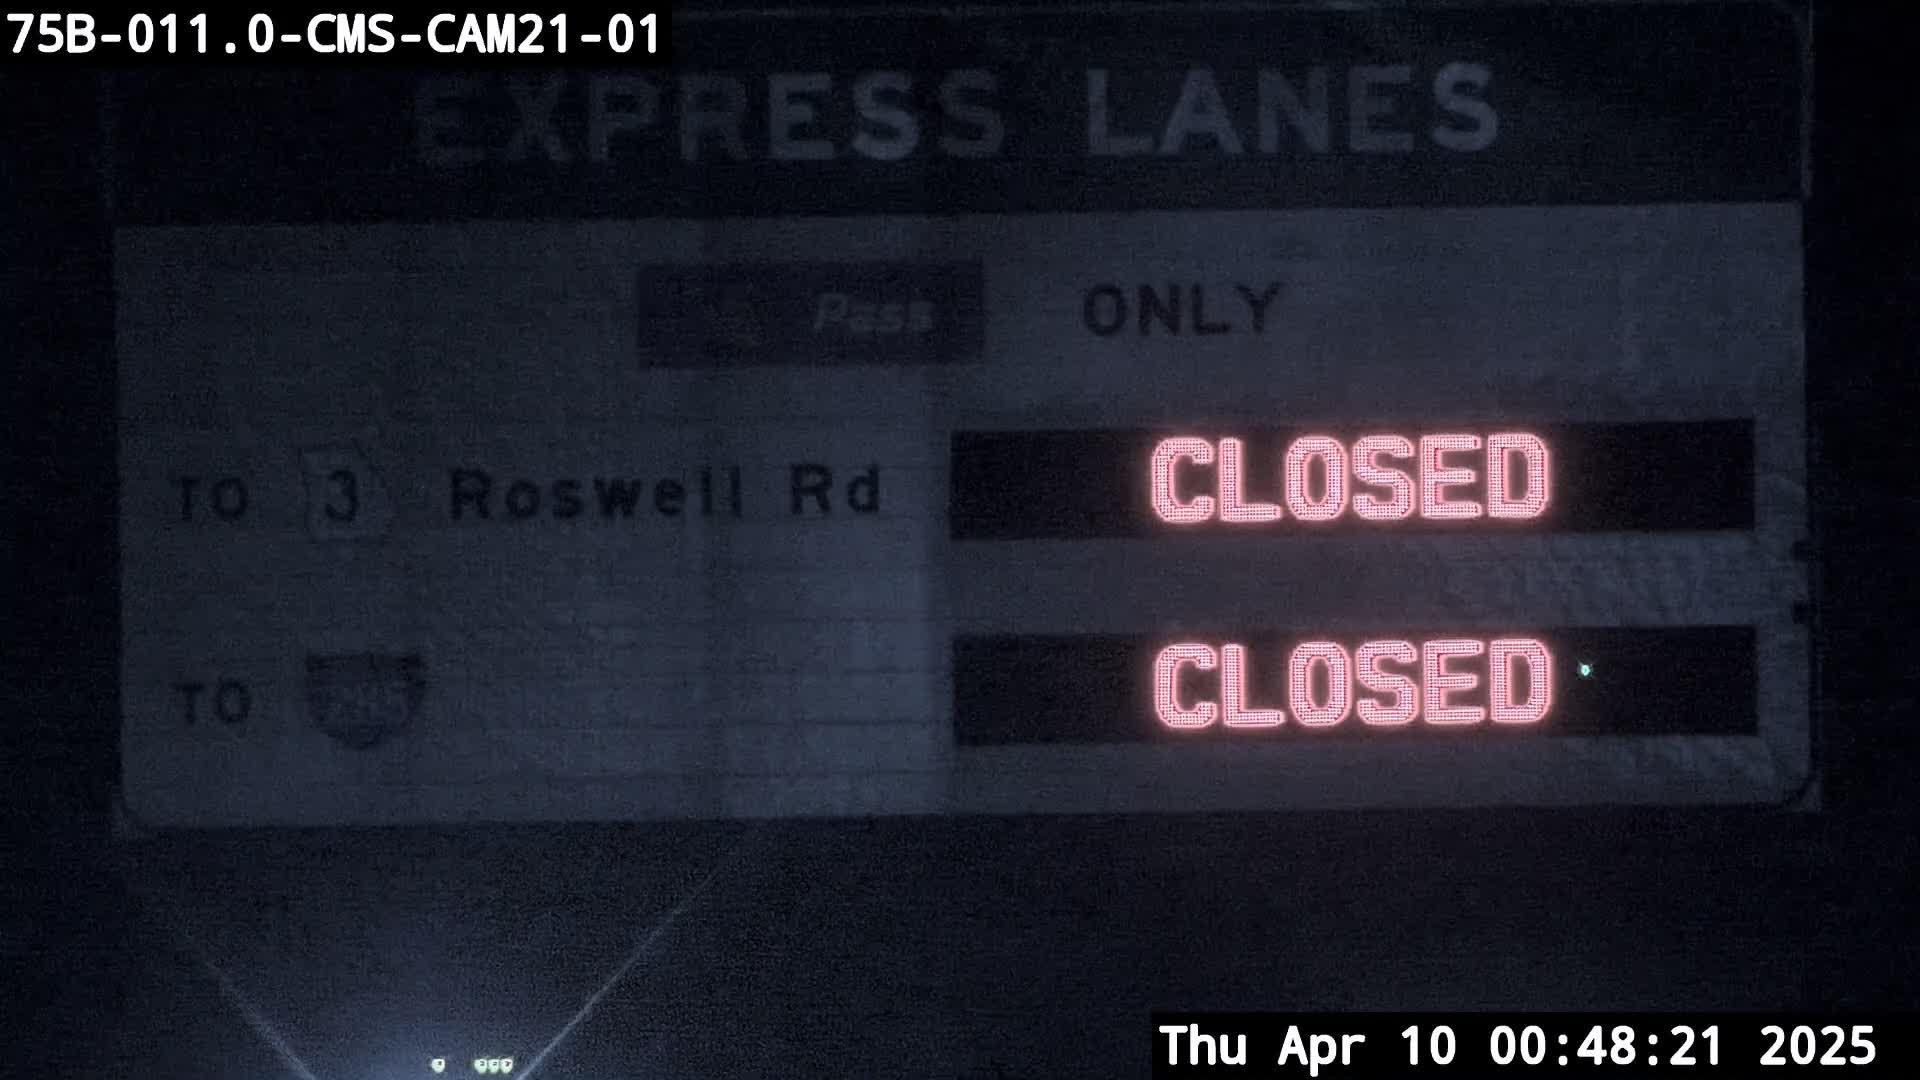 75B-011.0-CMS-CAM21-01
EXPRESS LANES
Pass ONLY
TO 3 Roswell Rd CLOSED
TO 285 CLOSED
Thu Apr 10 00:48:21 2025